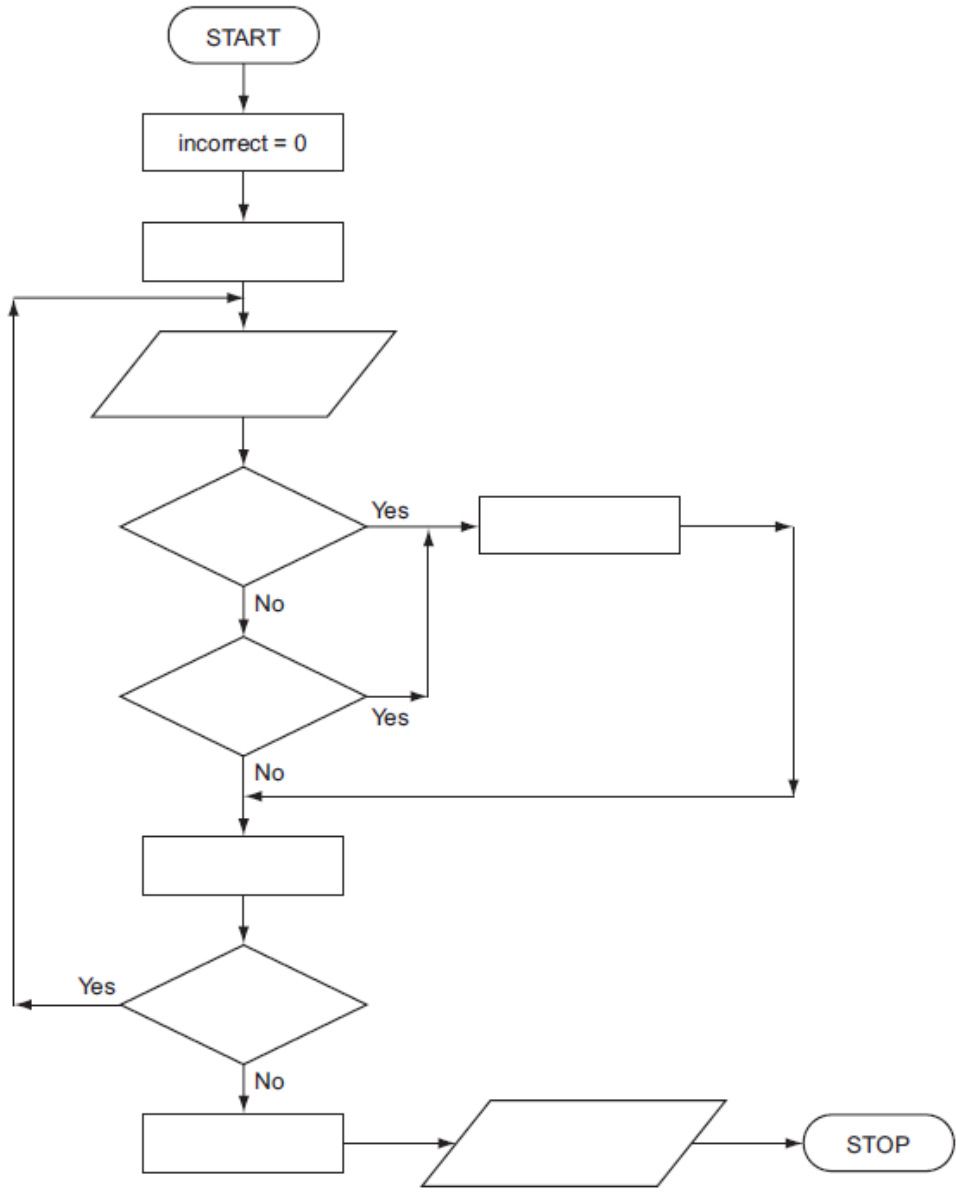 START
incorrect = 0
Yes
No
Yes
No
Yes
No
STOP